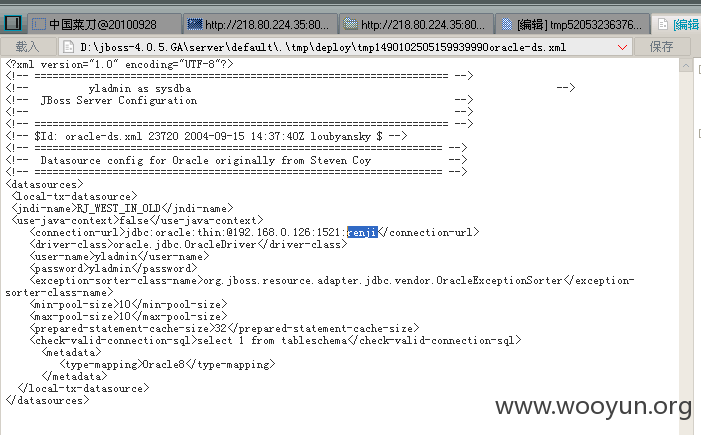 中国菜刀@20100928 http://218.80.224.35:80... http://218.80.224.35:80... [编辑] tmp52053236376... [编辑
载入 D:\jboss-4.0.5.GA\server\default\.\tmp\deploy\tmp1490102505159939990oracle-ds.xml 保存
<?xml version="1.0" encoding="UTF-8"?>
<!-- ===================================================================== -->
<!-- yladmin as sysdba -->
<!-- JBoss Server Configuration -->
<!-- -->
<!-- ===================================================================== -->
<!-- $Id: oracle-ds.xml 23720 2004-09-15 14:37:40Z loubyansky $ -->
<!-- ==================================================================== -->
<!-- Datasource config for Oracle originally from Steven Coy -->
<!-- ==================================================================== -->
<datasources>
<local-tx-datasource>
<jndi-name>RJ_WEST_IN_OLD</jndi-name>
<use-java-context>false</use-java-context>
<connection-url>jdbc:oracle:thin:@192.168.0.126:1521:renji</connection-url>
<driver-class>oracle.jdbc.OracleDriver</driver-class>
<user-name>yladmin</user-name>
<password>yladmin</password>
<exception-sorter-class-name>org.jboss.resource.adapter.jdbc.vendor.OracleExceptionSorter</exception-
sorter-class-name>
<min-pool-size>10</min-pool-size>
<max-pool-size>10</max-pool-size>
<prepared-statement-cache-size>32</prepared-statement-cache-size>
<check-valid-connection-sql>select 1 from tableschema</check-valid-connection-sql>
<metadata>
<type-mapping>Oracle8</type-mapping>
</metadata>
</local-tx-datasource>
</datasources>
www.wooyun.org